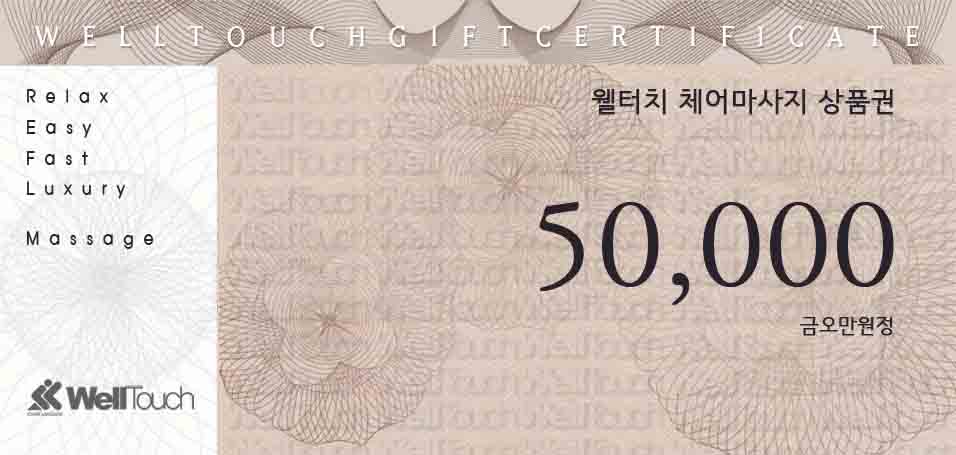 WELLTOUCHGIFTCERTIFICATE
Relax
Easy
Fast
Luxury
Massage
웰터치 체어마사지 상품권
50,000
금오만원정
WellTouch